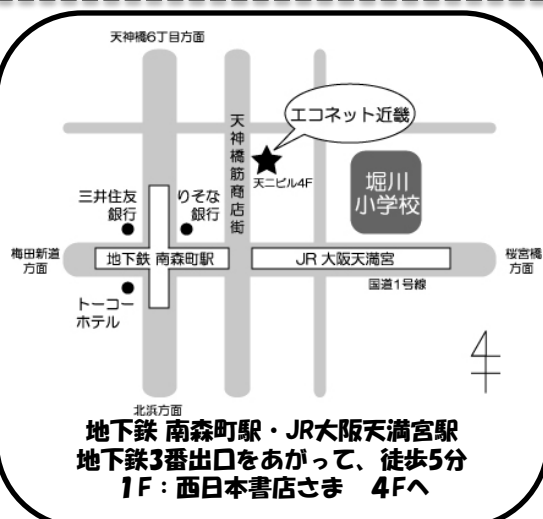 天神橋6丁目方面
エコネット近畿
天神橋筋商店街
天二ビル4F
堀川
小学校
三井住友
銀行
りそな
銀行
梅田新道
方面
地下鉄 南森町駅
JR 大阪天満宮
桜宮橋
方面
国道1号線
トーコー
ホテル
北浜方面
地下鉄 南森町駅・JR大阪天満宮駅
地下鉄3番出口をあがって、徒歩5分
1F：西日本書店さま　4Fへ